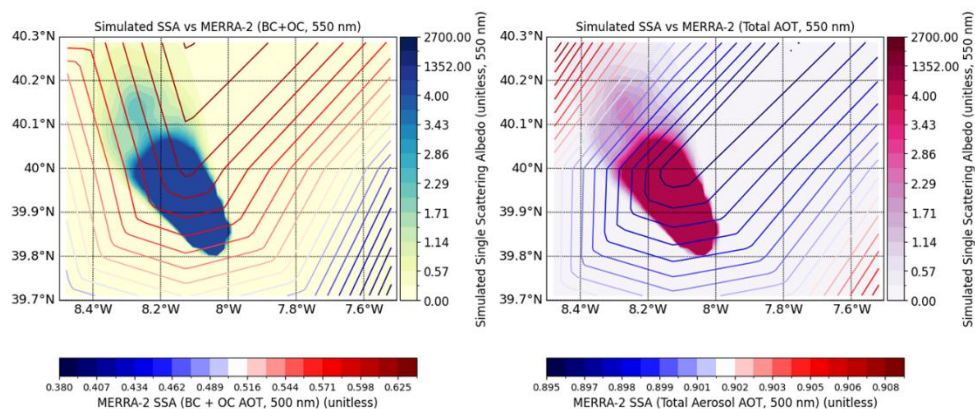 Simulated SSA vs MERRA-2 (BC+OC, 550 nm)
40.3°N
40.2°N
40.1°N
40°N
39.9°N
39.8°N
39.7°N
8.4°W 8.2°W 8°W 7.8°W 7.6°W
2700.00
1352.00
4.00
3.43
2.86
2.29
1.71
1.14
0.57
0.00
Simulated Single Scattering Albedo (unitless, 550 nm)
0.380 0.407 0.434 0.462 0.489 0.516 0.544 0.571 0.598 0.625
MERRA-2 SSA (BC + OC AOT, 500 nm) (unitless)
Simulated SSA vs MERRA-2 (Total AOT, 550 nm)
40.3°N
40.2°N
40.1°N
40°N
39.9°N
39.8°N
39.7°N
8.4°W 8.2°W 8°W 7.8°W 7.6°W
2700.00
1352.00
4.00
3.43
2.86
2.29
1.71
1.14
0.57
0.00
Simulated Single Scattering Albedo (unitless, 550 nm)
0.895 0.897 0.898 0.899 0.901 0.902 0.903 0.905 0.906 0.908
MERRA-2 SSA (Total Aerosol AOT, 500 nm) (unitless)